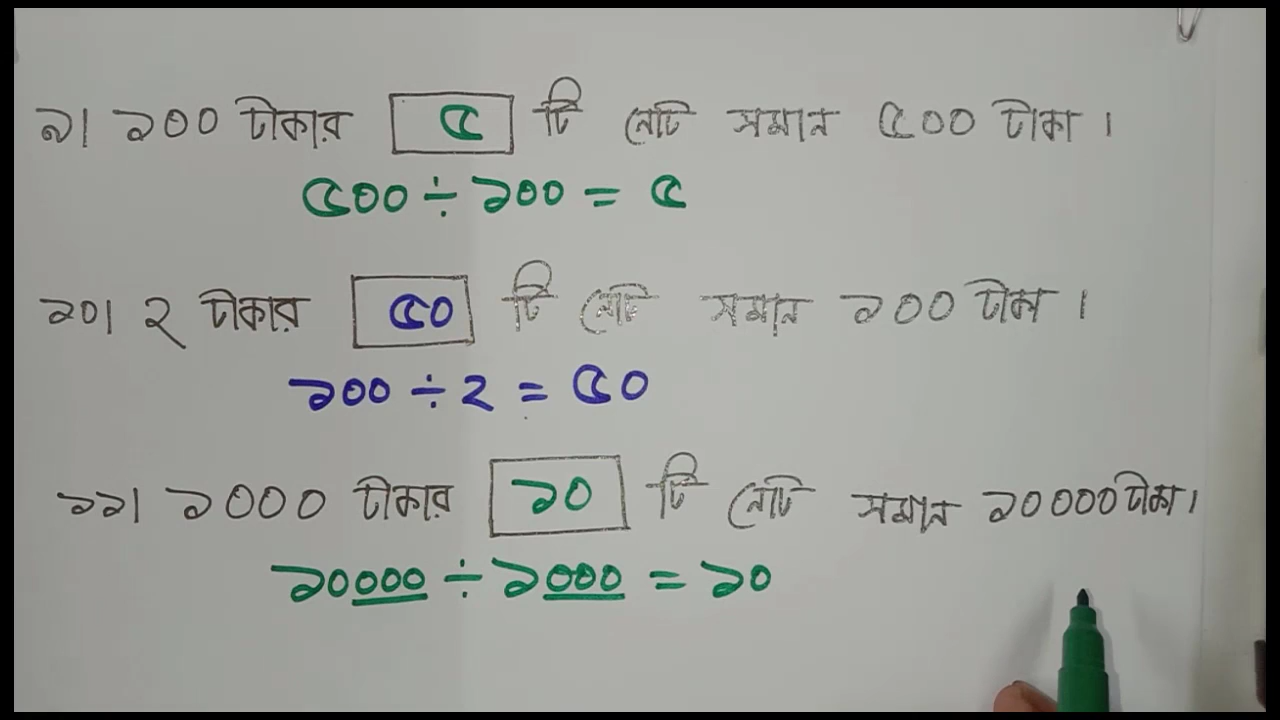 ৯। ১০০ টাকার ৫ টি নোট সমান ৫০০ টাকা।
৫০০ ÷ ১০০ = ৫
১০। ২ টাকার ৫০ টি নোট সমান ১০০ টাকা।
১০০ ÷ ২ = ৫০
১১। ১০০০ টাকার ১০ টি নোট সমান ১০০০০ টাকা।
১০০০০ ÷ ১০০০ = ১০